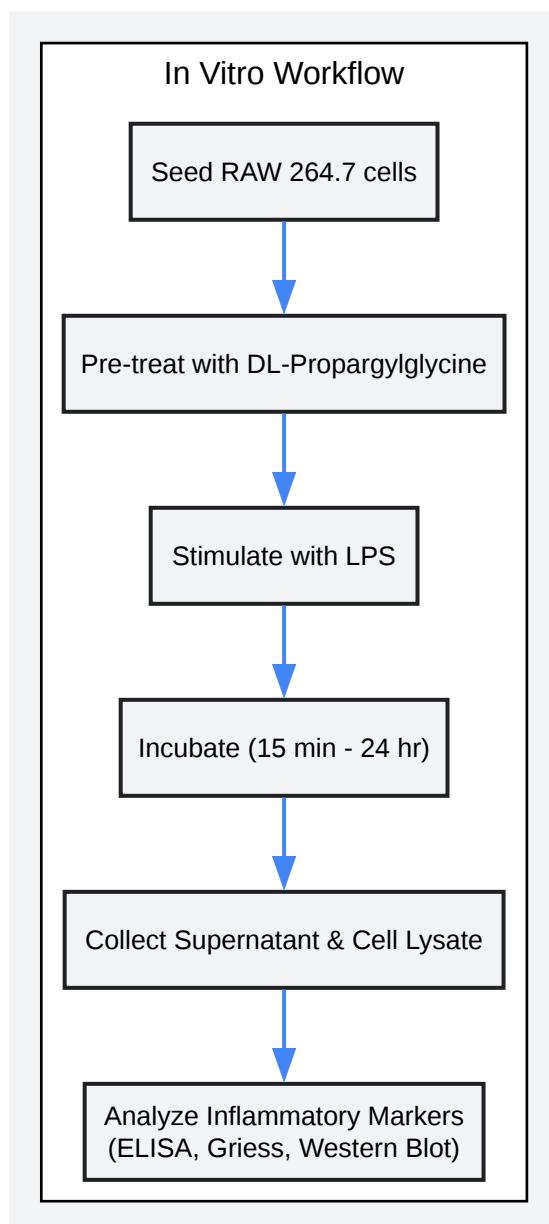 In Vitro Workflow
Seed RAW 264.7 cells
Pre-treat with DL-Propargylglycine
Stimulate with LPS
Incubate (15 min - 24 hr)
Collect Supernatant & Cell Lysate
Analyze Inflammatory Markers
(ELISA, Griess, Western Blot)